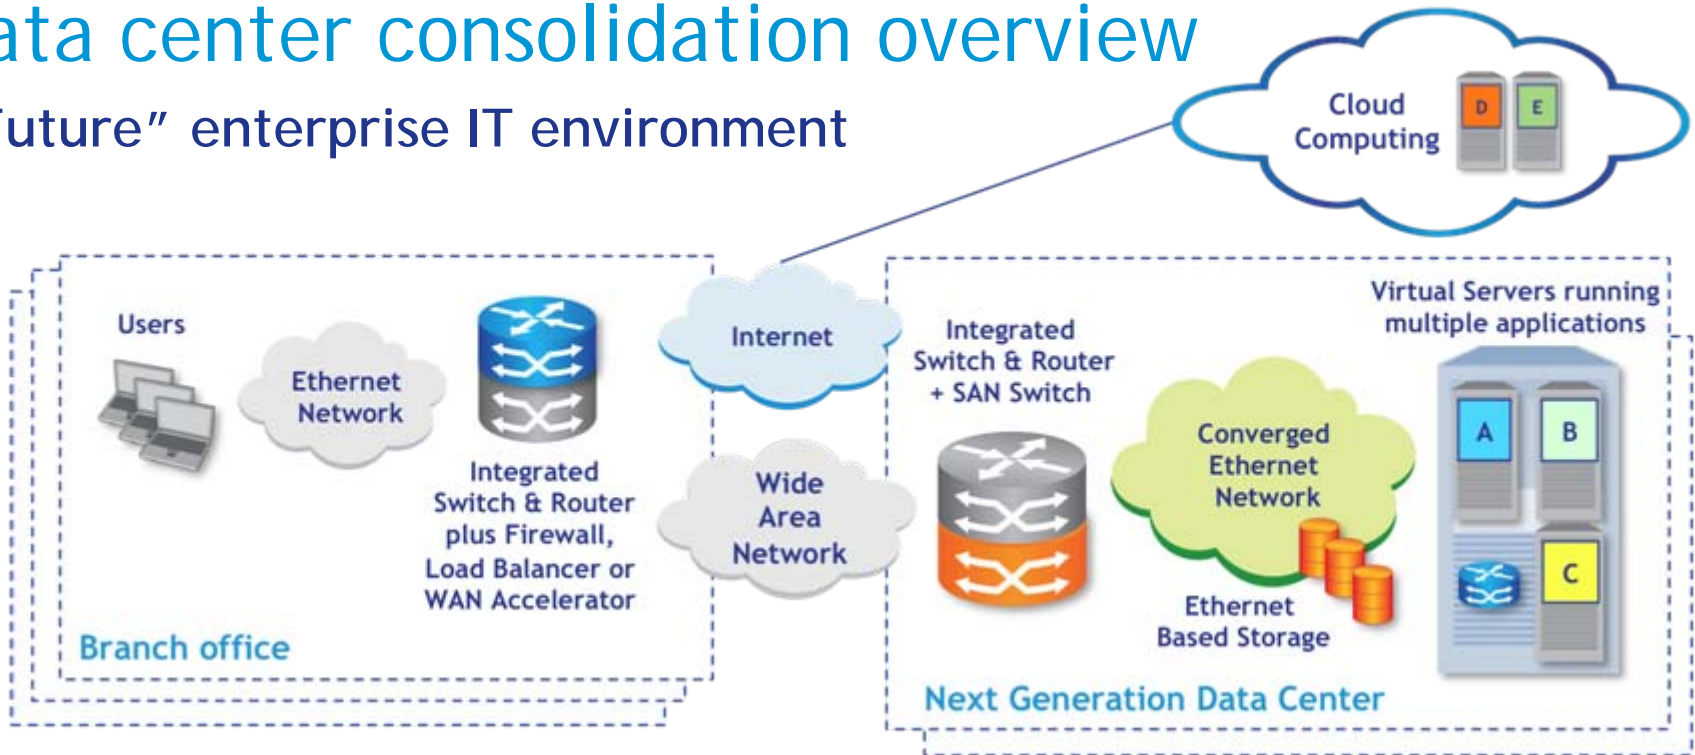 ata center consolidation overview
uture" enterprise IT environment
Cloud
Computing
D
E
Users
Ethernet
Network
Integrated
Switch & Router
plus Firewall,
Load Balancer or
WAN Accelerator
Branch office
Internet
Wide
Area
Network
Integrated
Switch & Router
+ SAN Switch
Converged
Ethernet
Network
Ethernet
Based Storage
Virtual Servers running
multiple applications
A
B
C
Next Generation Data Center